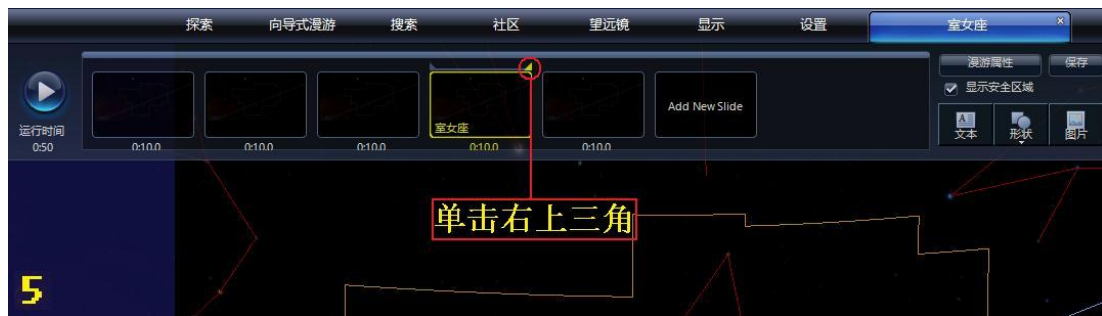 探索 向导式漫游 搜索 社区 望远镜 显示 设置 室女座 ×
漫游属性 保存
显示安全区域
Add New Slide
室女座
A 文本 形状 图片
运行时间
0:50 0:10.0 0:10.0 0:10.0 0:10.0 0:10.0
单击右上三角
5